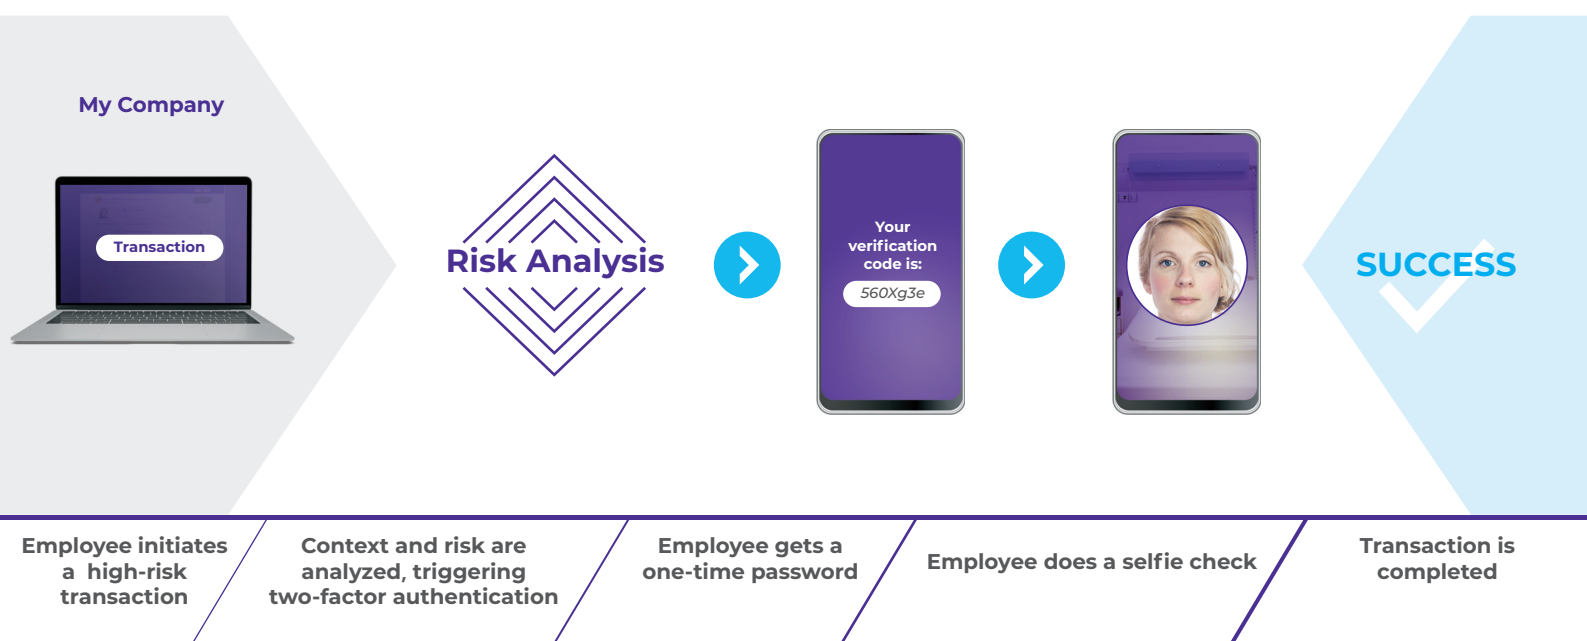 My Company
Transaction
Risk Analysis
Your
verification
code is:
560Xg3e
SUCCESS
Employee initiates
a high-risk
transaction
Context and risk are
analyzed, triggering
two-factor authentication
Employee gets a
one-time password
Employee does a selfie check
Transaction is
completed